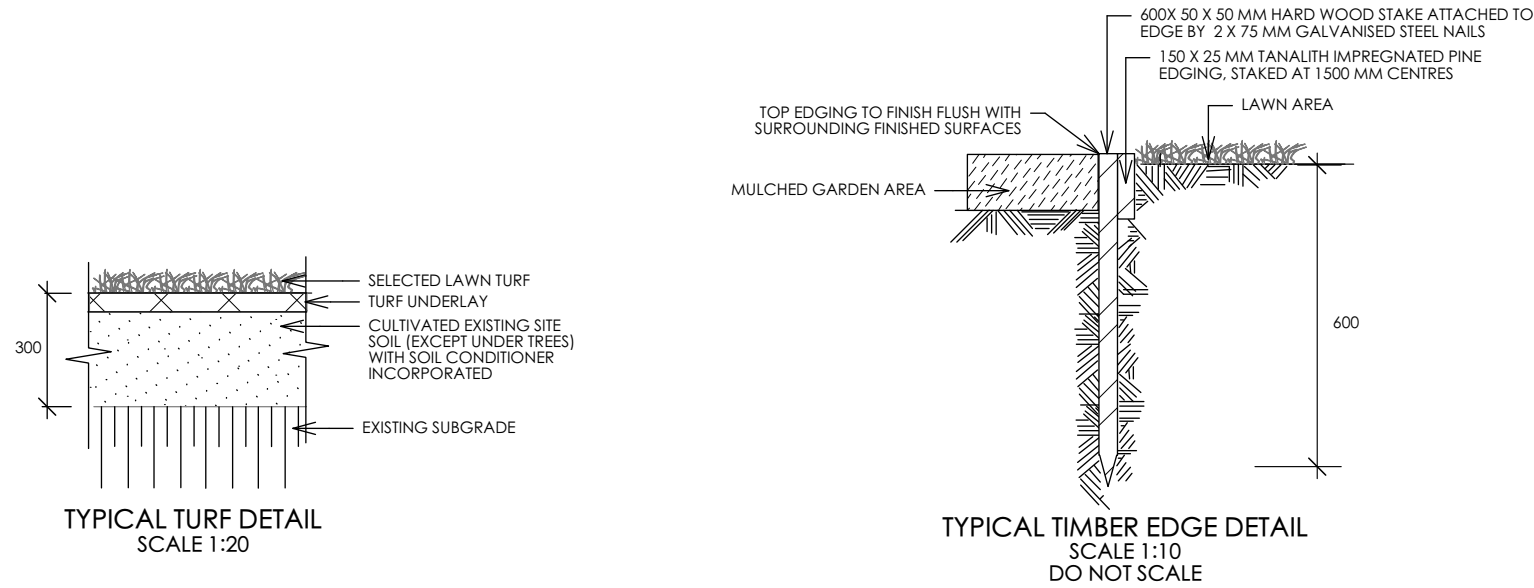 SELECTED LAWN TURF
TURF UNDERLAY
CULTIVATED EXISTING SITE
SOIL (EXCEPT UNDER TREES)
WITH SOIL CONDITIONER
INCORPORATED
300
EXISTING SUBGRADE
TYPICAL TURF DETAIL
SCALE 1:20
600X 50 X 50 MM HARD WOOD STAKE ATTACHED TO
EDGE BY 2 X 75 MM GALVANISED STEEL NAILS
150 X 25 MM TANALITH IMPREGNATED PINE
EDGING, STAKED AT 1500 MM CENTRES
LAWN AREA
TOP EDGING TO FINISH FLUSH WITH
SURROUNDING FINISHED SURFACES
MULCHED GARDEN AREA
600
TYPICAL TIMBER EDGE DETAIL
SCALE 1:10
DO NOT SCALE